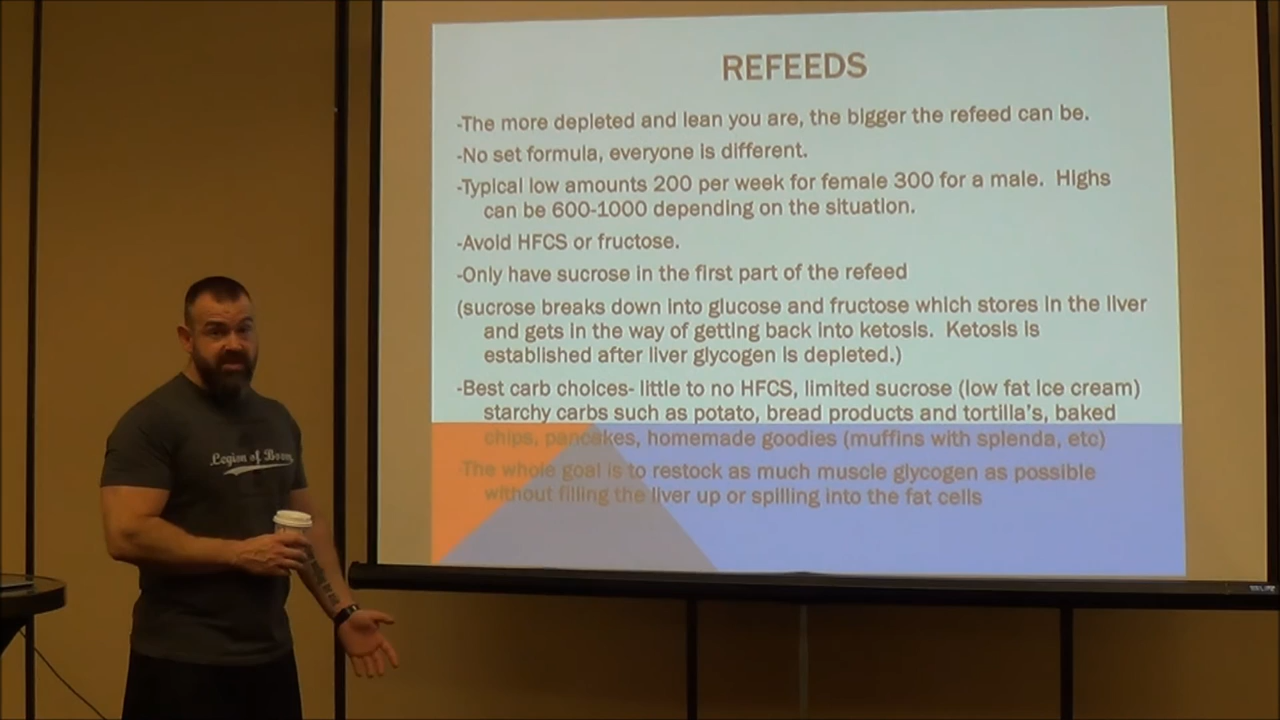 REFEEDS
-The more depleted and lean you are, the bigger the refeed can be.
-No set formula, everyone is different.
-Typical low amounts 200 per week for female 300 for a male. Highs
can be 600-1000 depending on the situation.
-Avoid HFCS or fructose.
-Only have sucrose in the first part of the refeed
(sucrose breaks down into glucose and fructose which stores in the liver
and gets in the way of getting back into ketosis. Ketosis is
established after liver glycogen is depleted.)
-Best carb choices- little to no HFCS, limited sucrose (low fat ice cream)
starchy carbs such as potato, bread products and tortilla's, baked
chips, pancakes, homemade goodies (muffins with splenda, etc)
-The whole goal is to restock as much muscle glycogen as possible
without filling the liver up or spilling into the fat cells
Legion of